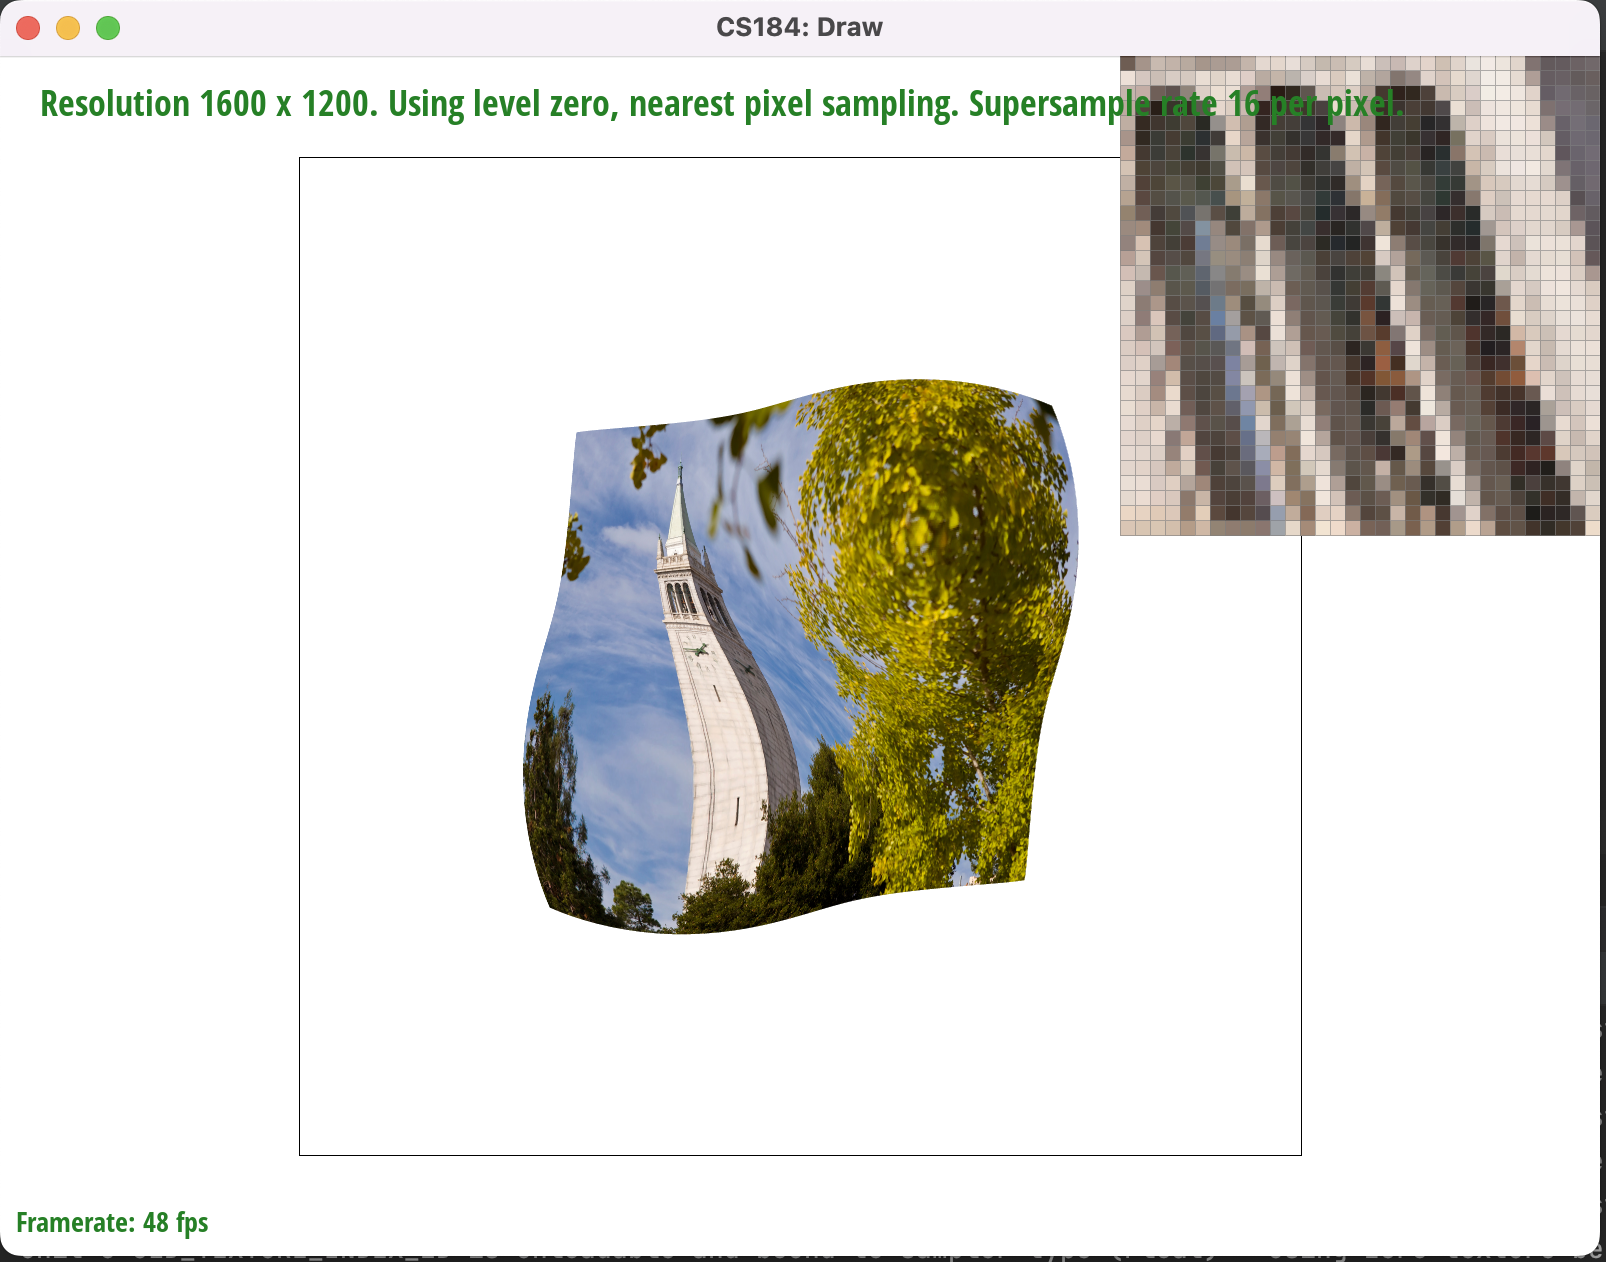 CS184: Draw
Resolution 1600 x 1200. Using level zero, nearest pixel sampling. Supersample rate 16 per pixel.
Framerate: 48 fps